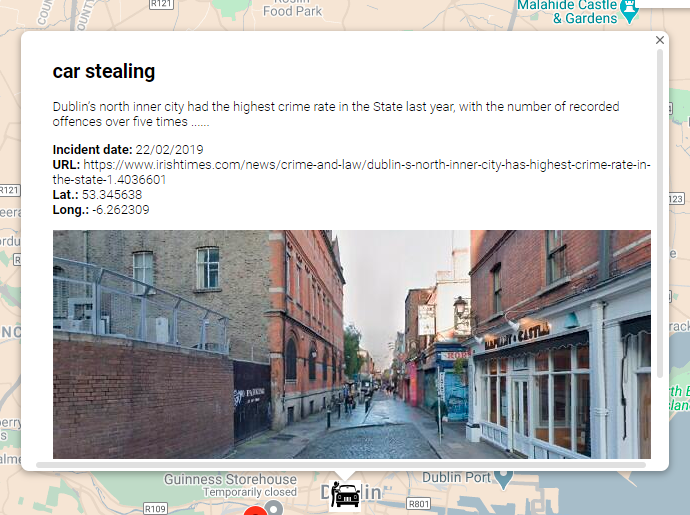 R121
Ruslin
Food Park
Malahide Castle
& Gardens
car stealing
Dublin's north inner city had the highest crime rate in the State last year, with the number of recorded
offences over five times ......
Incident date: 22/02/2019
URL: https://www.irishtimes.com/news/crime-and-law/dublin-s-north-inner-city-has-highest-crime-rate-in-
the-state-1.4036601
Lat.: 53.345638
Long.: -6.262309
R121
123
Guinness Storehouse
Temporarily closed
Dublin Port
R109
R801